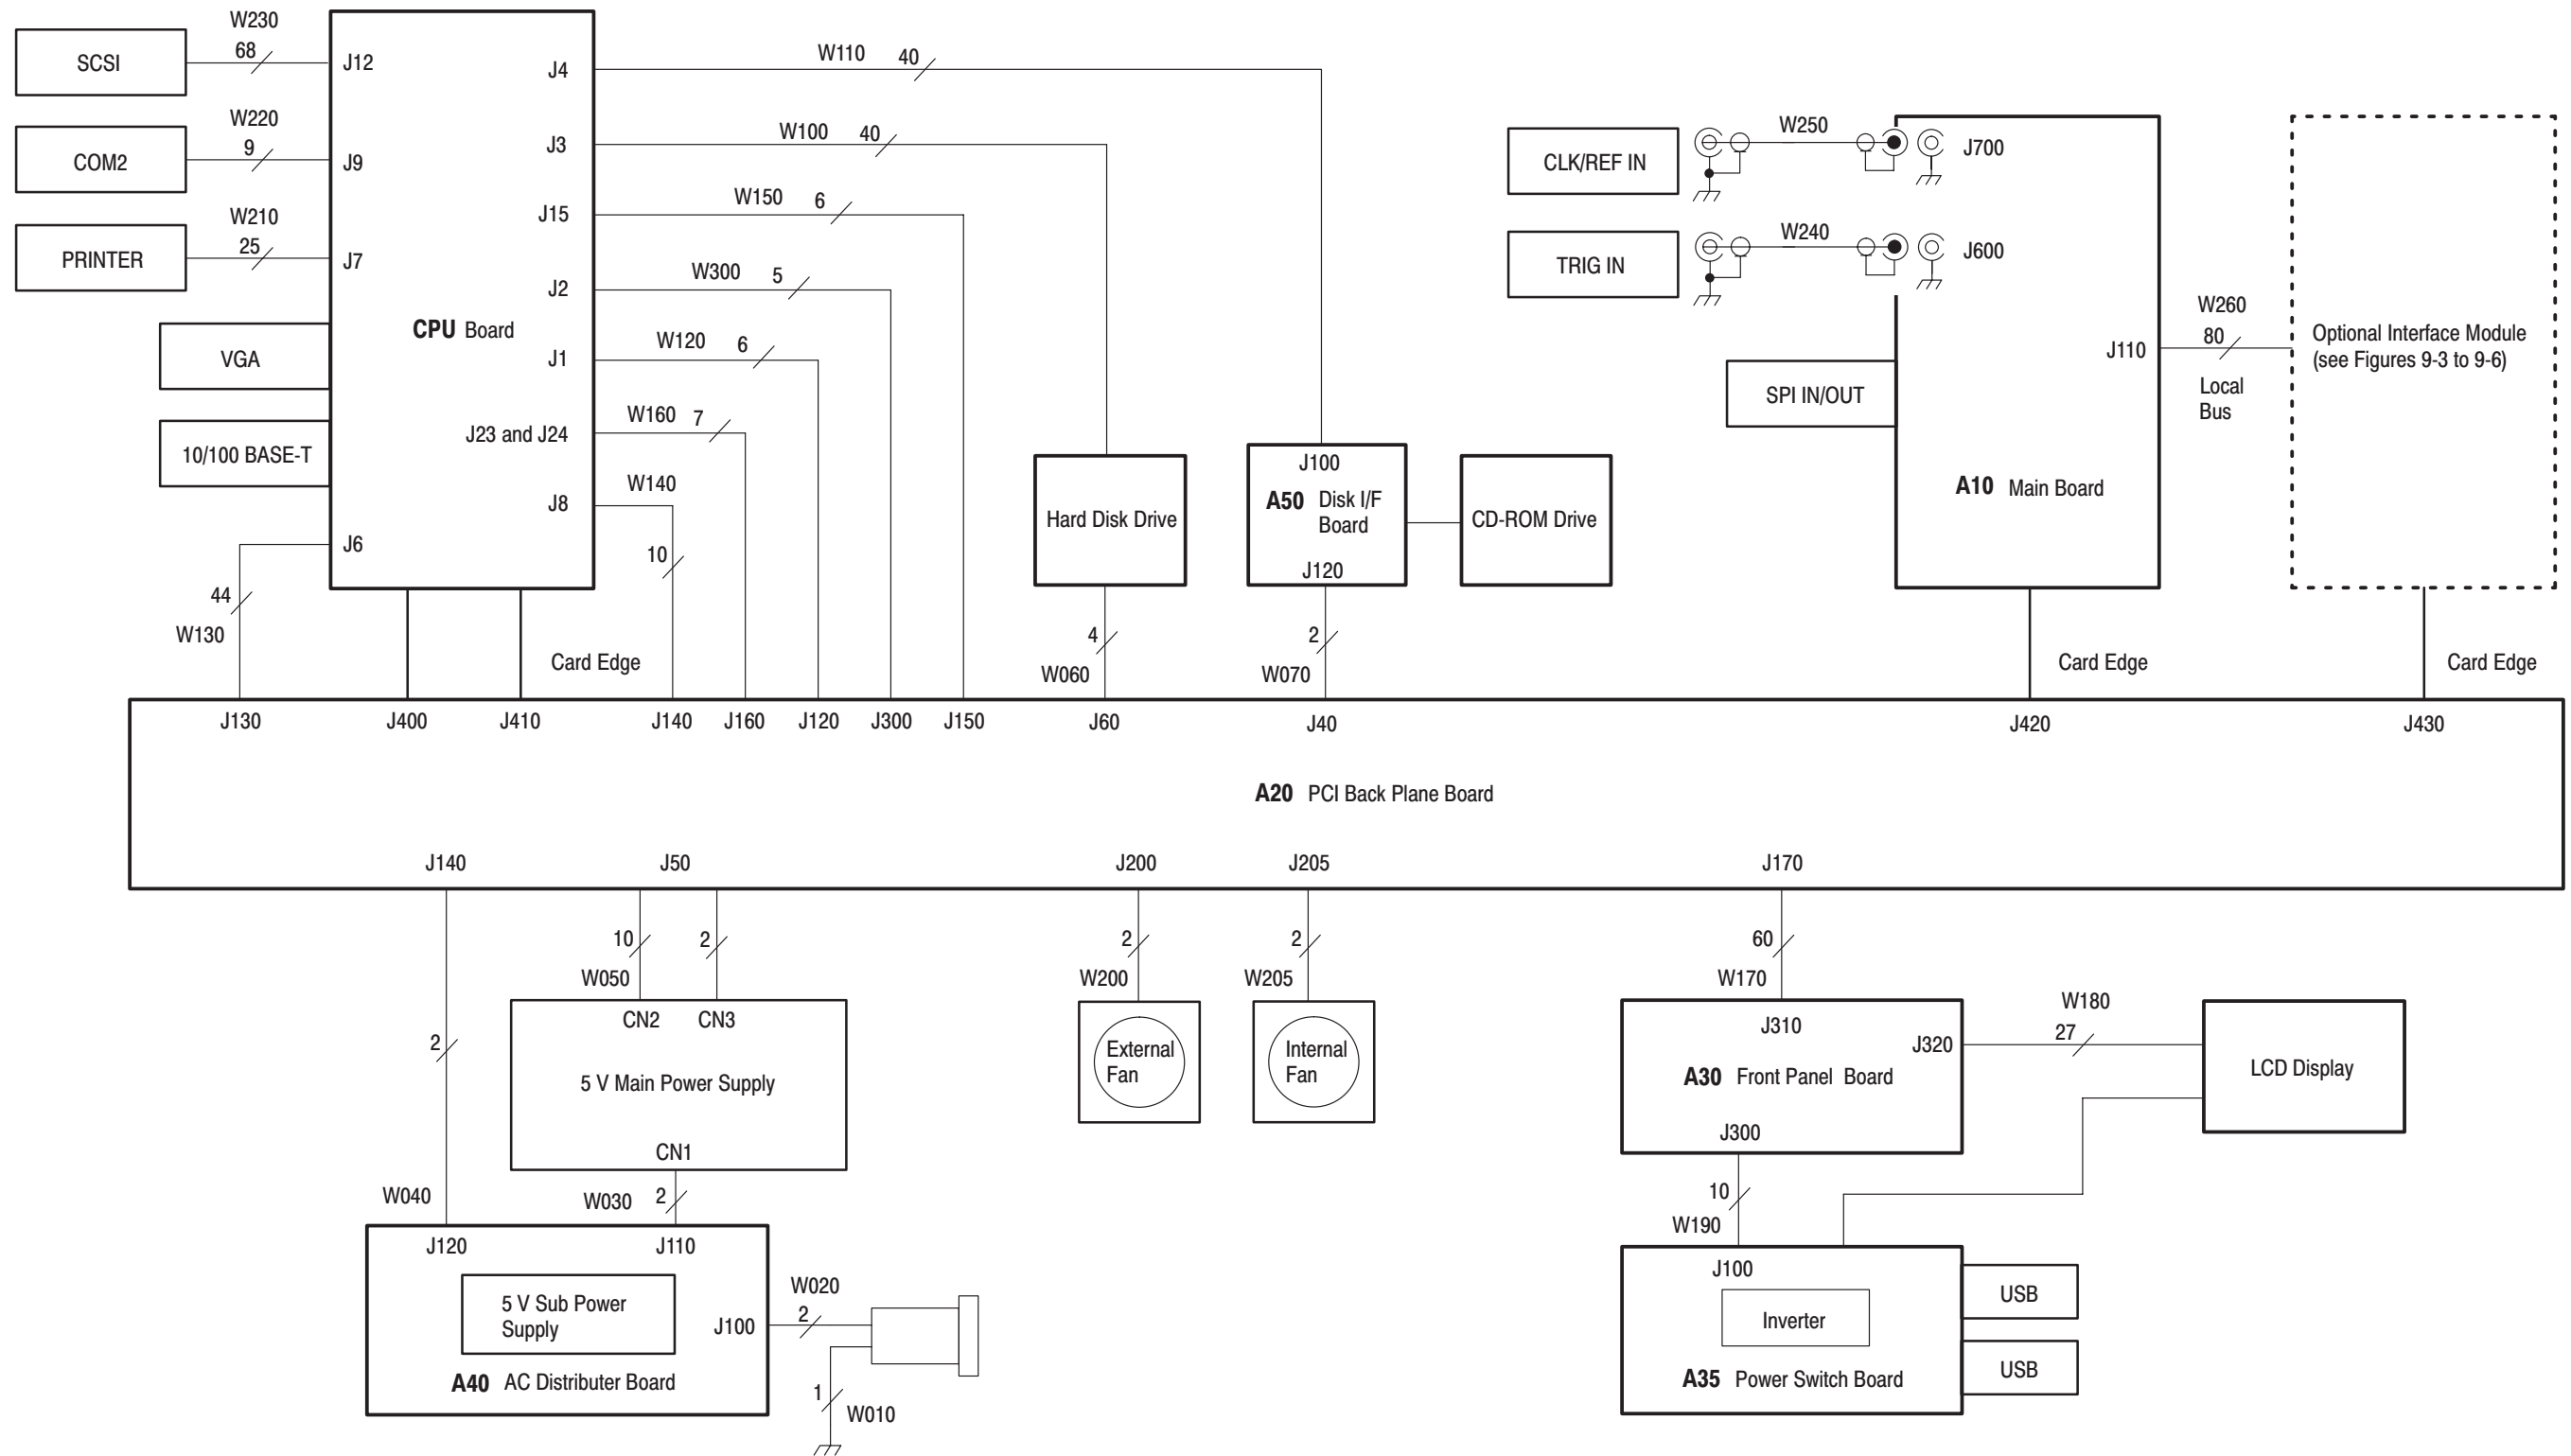 W230
68
SCSI
J12
W220
9
COM2
J9
W210
25
PRINTER
J7
VGA
10/100 BASE-T
J6
44
W130
CPU Board
J4
J3
J15
J2
J1
J23 and J24
J8
W110 40
W100 40
W150 6
W300 5
W120 6
W160 7
W140
10
Card Edge
Hard Disk Drive
4
W060
J100
A50 Disk I/F
Board
J120
CD-ROM Drive
2
W070
CLK/REF IN
W250
J700
TRIG IN
W240
J600
SPI IN/OUT
J110
A10 Main Board
W260
80
Local
Bus
Optional Interface Module
(see Figures 9-3 to 9-6)
Card Edge
Card Edge
J130
J400
J410
J140
J160
J120
J300
J150
J60
J40
J420
J430
A20 PCI Back Plane Board
J140
J50
J200
J205
J170
10
W050
2
CN2
CN3
5 V Main Power Supply
CN1
2
W040
W030
2
J120
J110
5 V Sub Power
Supply
J100
A40 AC Distributer Board
W020
2
1
W010
2
W200
External
Fan
2
W205
Internal
Fan
60
W170
J310
J320
A30 Front Panel Board
J300
W180
27
LCD Display
10
W190
J100
Inverter
A35 Power Switch Board
USB
USB